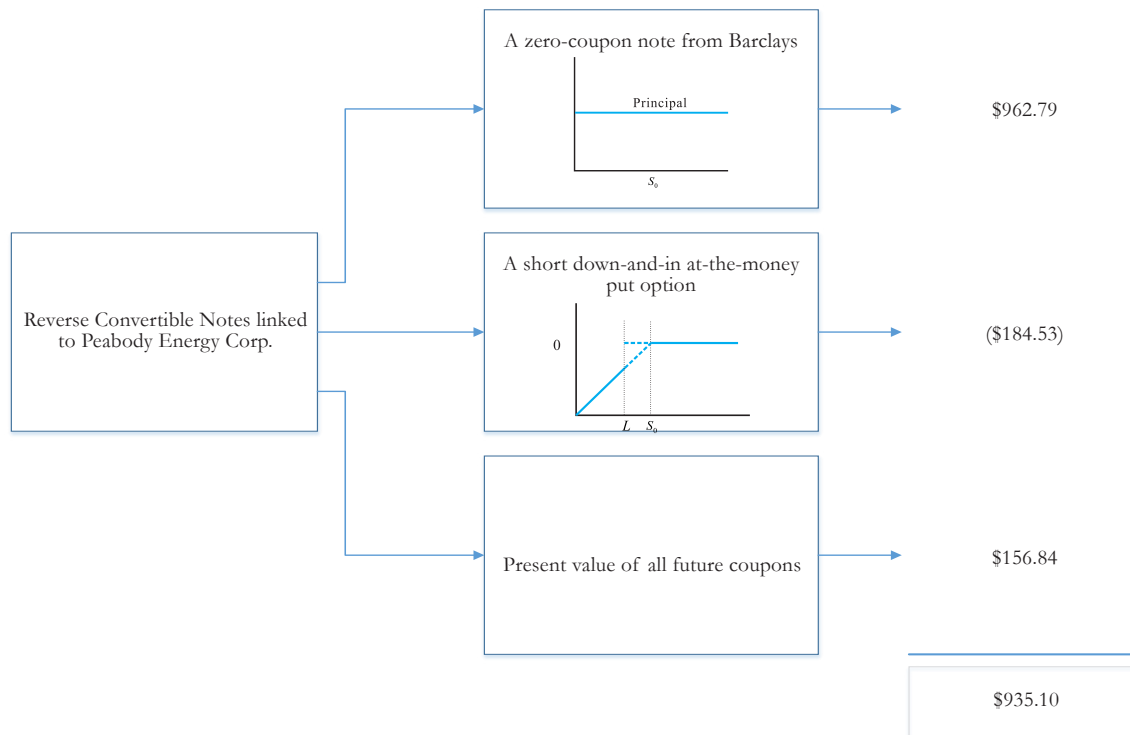 A zero-coupon note from Barclays
Principal
S₀
$962.79
Reverse Convertible Notes linked
to Peabody Energy Corp.
A short down-and-in at-the-money
put option
0
L S₀
($184.53)
Present value of all future coupons
$156.84
$935.10